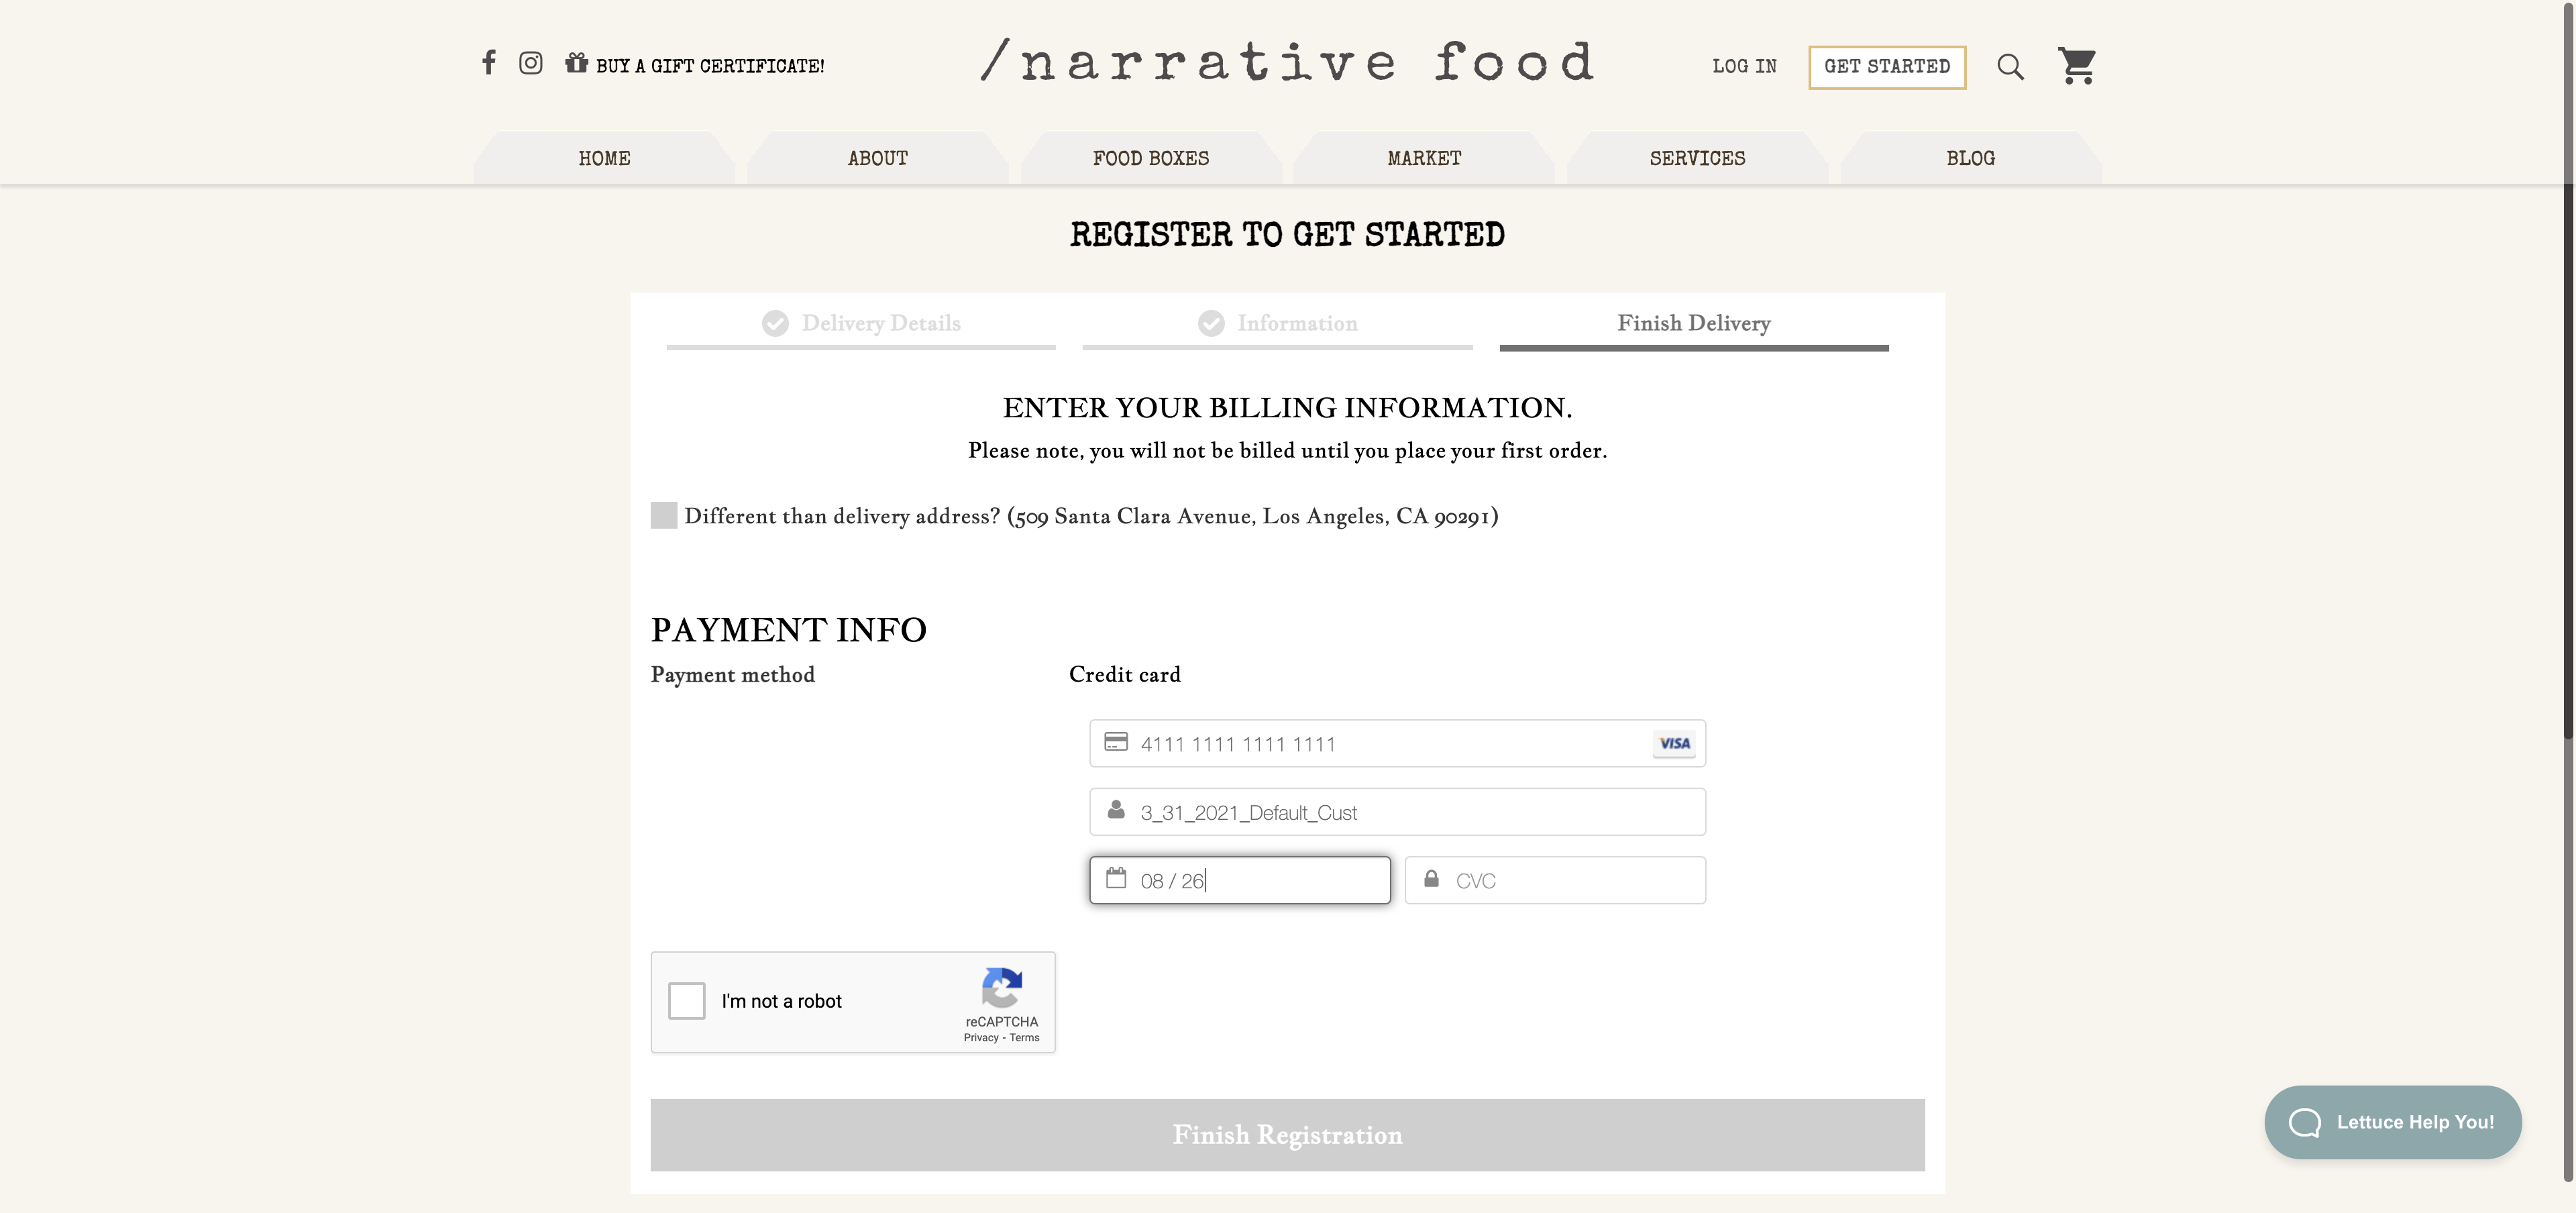 BUY A GIFT CERTIFICATE!
/narrative food
LOG IN
GET STARTED
HOME
ABOUT
FOOD BOXES
MARKET
SERVICES
BLOG
REGISTER TO GET STARTED
Delivery Details
Information
Finish Delivery
ENTER YOUR BILLING INFORMATION.
Please note, you will not be billed until you place your first order.
Different than delivery address? (509 Santa Clara Avenue, Los Angeles, CA 90291)
PAYMENT INFO
Payment method
Credit card
4111 1111 1111 1111
VISA
3_31_2021_Default_Cust
08 / 26
CVC
I'm not a robot
reCAPTCHA
Privacy - Terms
Finish Registration
Lettuce Help You!